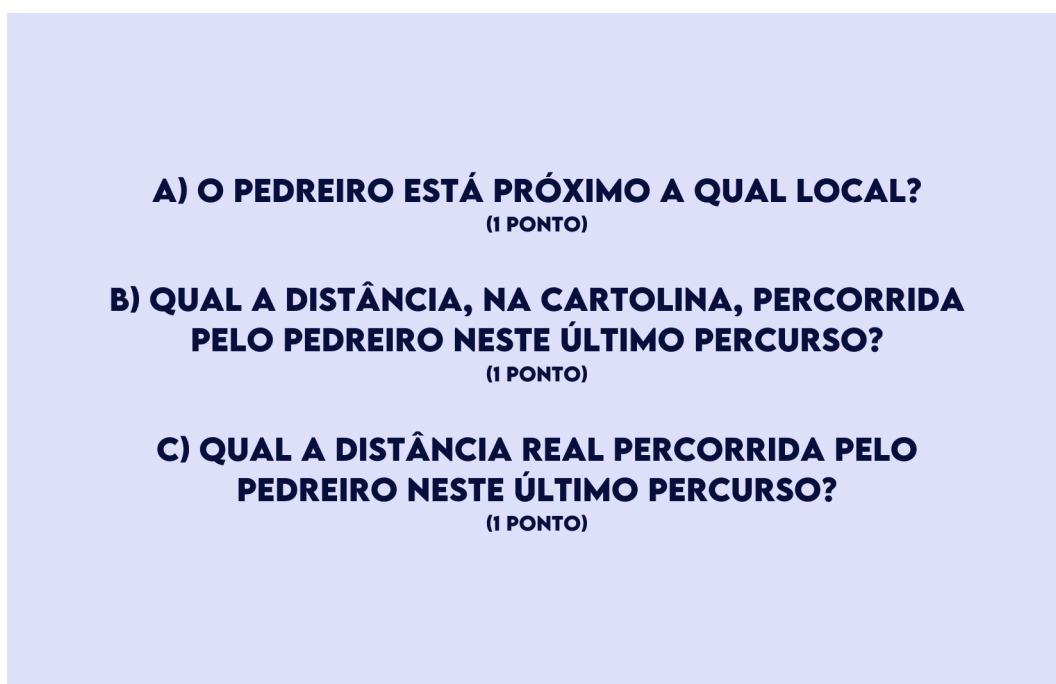 A) O PEDREIRO ESTÁ PRÓXIMO A QUAL LOCAL?
(1 PONTO)
B) QUAL A DISTÂNCIA, NA CARTOLINA, PERCORRIDA
PELO PEDREIRO NESTE ÚLTIMO PERCURSO?
(1 PONTO)
C) QUAL A DISTÂNCIA REAL PERCORRIDA PELO
PEDREIRO NESTE ÚLTIMO PERCURSO?
(1 PONTO)